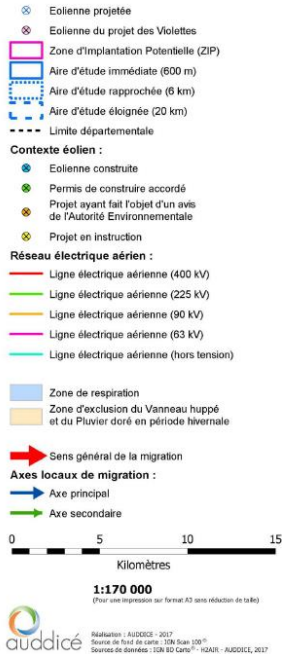 Eolienne projetée
Eolienne du projet des Violettes
Zone d'Implantation Potentielle (ZIP)
Aire d'étude immédiate (600 m)
Aire d'étude rapprochée (6 km)
Aire d'étude éloignée (20 km)
Limite départementale
Contexte éolien :
Eolienne construite
Permis de construire accordé
Projet ayant fait l'objet d'un avis
de l'Autorité Environnementale
Projet en instruction
Réseau électrique aérien :
Ligne électrique aérienne (400 kV)
Ligne électrique aérienne (225 kV)
Ligne électrique aérienne (90 kV)
Ligne électrique aérienne (63 kV)
Ligne électrique aérienne (hors tension)
Zone de respiration
Zone d'exclusion du Vanneau huppé
et du Pluvier doré en période hivernale
Sens général de la migration
Axes locaux de migration :
Axe principal
Axe secondaire
0 5 10 15
Kilomètres
1:170 000
(Pour une impression sur format A3 sans réduction de taille)
auddicé
Réalisation : AUDDICE - 2017
Source de fond de carte : IGN Scan 100®
Sources de données : IGN BD Carto® - H2AIR - AUDDICE, 2017